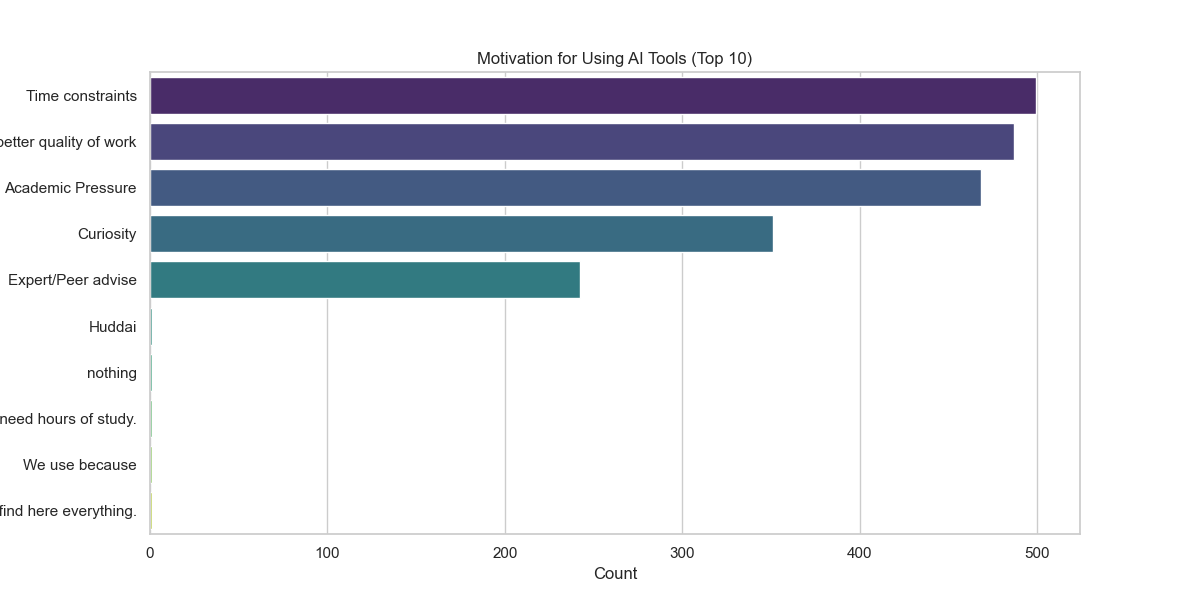 Motivation for Using AI Tools (Top 10)
Time constraints
better quality of work
Academic Pressure
Curiosity
Expert/Peer advise
Huddai
nothing
need hours of study.
We use because
find here everything.
0 100 200 300 400 500
Count